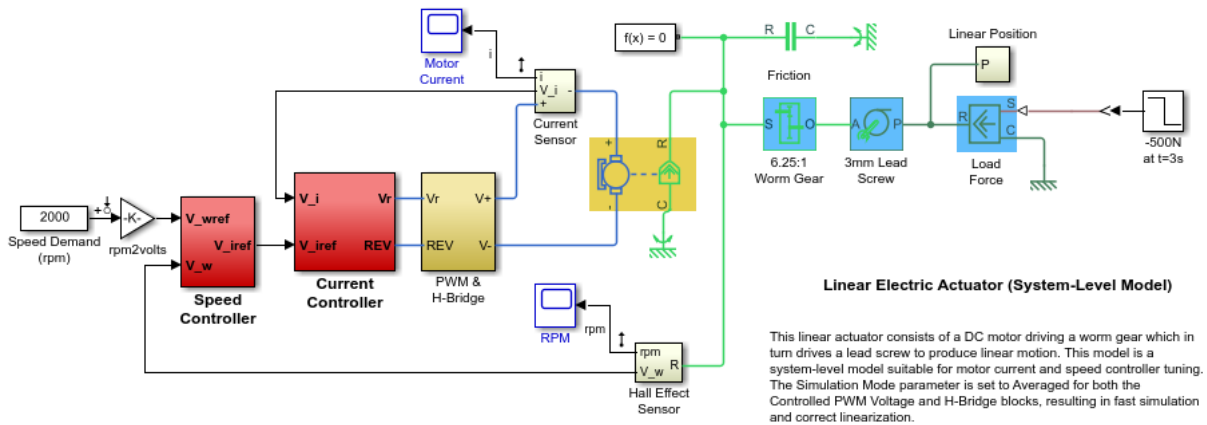 Motor
Current
i
i
V_i
+
-
Current
Sensor
f(x) = 0
R
C
Friction
Linear Position
P
S
O
6.25:1
Worm Gear
A
P
3mm Lead
Screw
R
S
C
Load
Force
-500N
at t=3s
+
-
R
C
2000
Speed Demand
(rpm)
+
-K-
rpm2volts
V_wref
V_iref
V_w
Speed
Controller
V_i
Vr
V_iref
REV
Current
Controller
Vr
V+
REV
V-
PWM &
H-Bridge
RPM
rpm
rpm
V_w
R
Hall Effect
Sensor
Linear Electric Actuator (System-Level Model)
This linear actuator consists of a DC motor driving a worm gear which in
turn drives a lead screw to produce linear motion. This model is a
system-level model suitable for motor current and speed controller tuning.
The Simulation Mode parameter is set to Averaged for both the
Controlled PWM Voltage and H-Bridge blocks, resulting in fast simulation
and correct linearization.